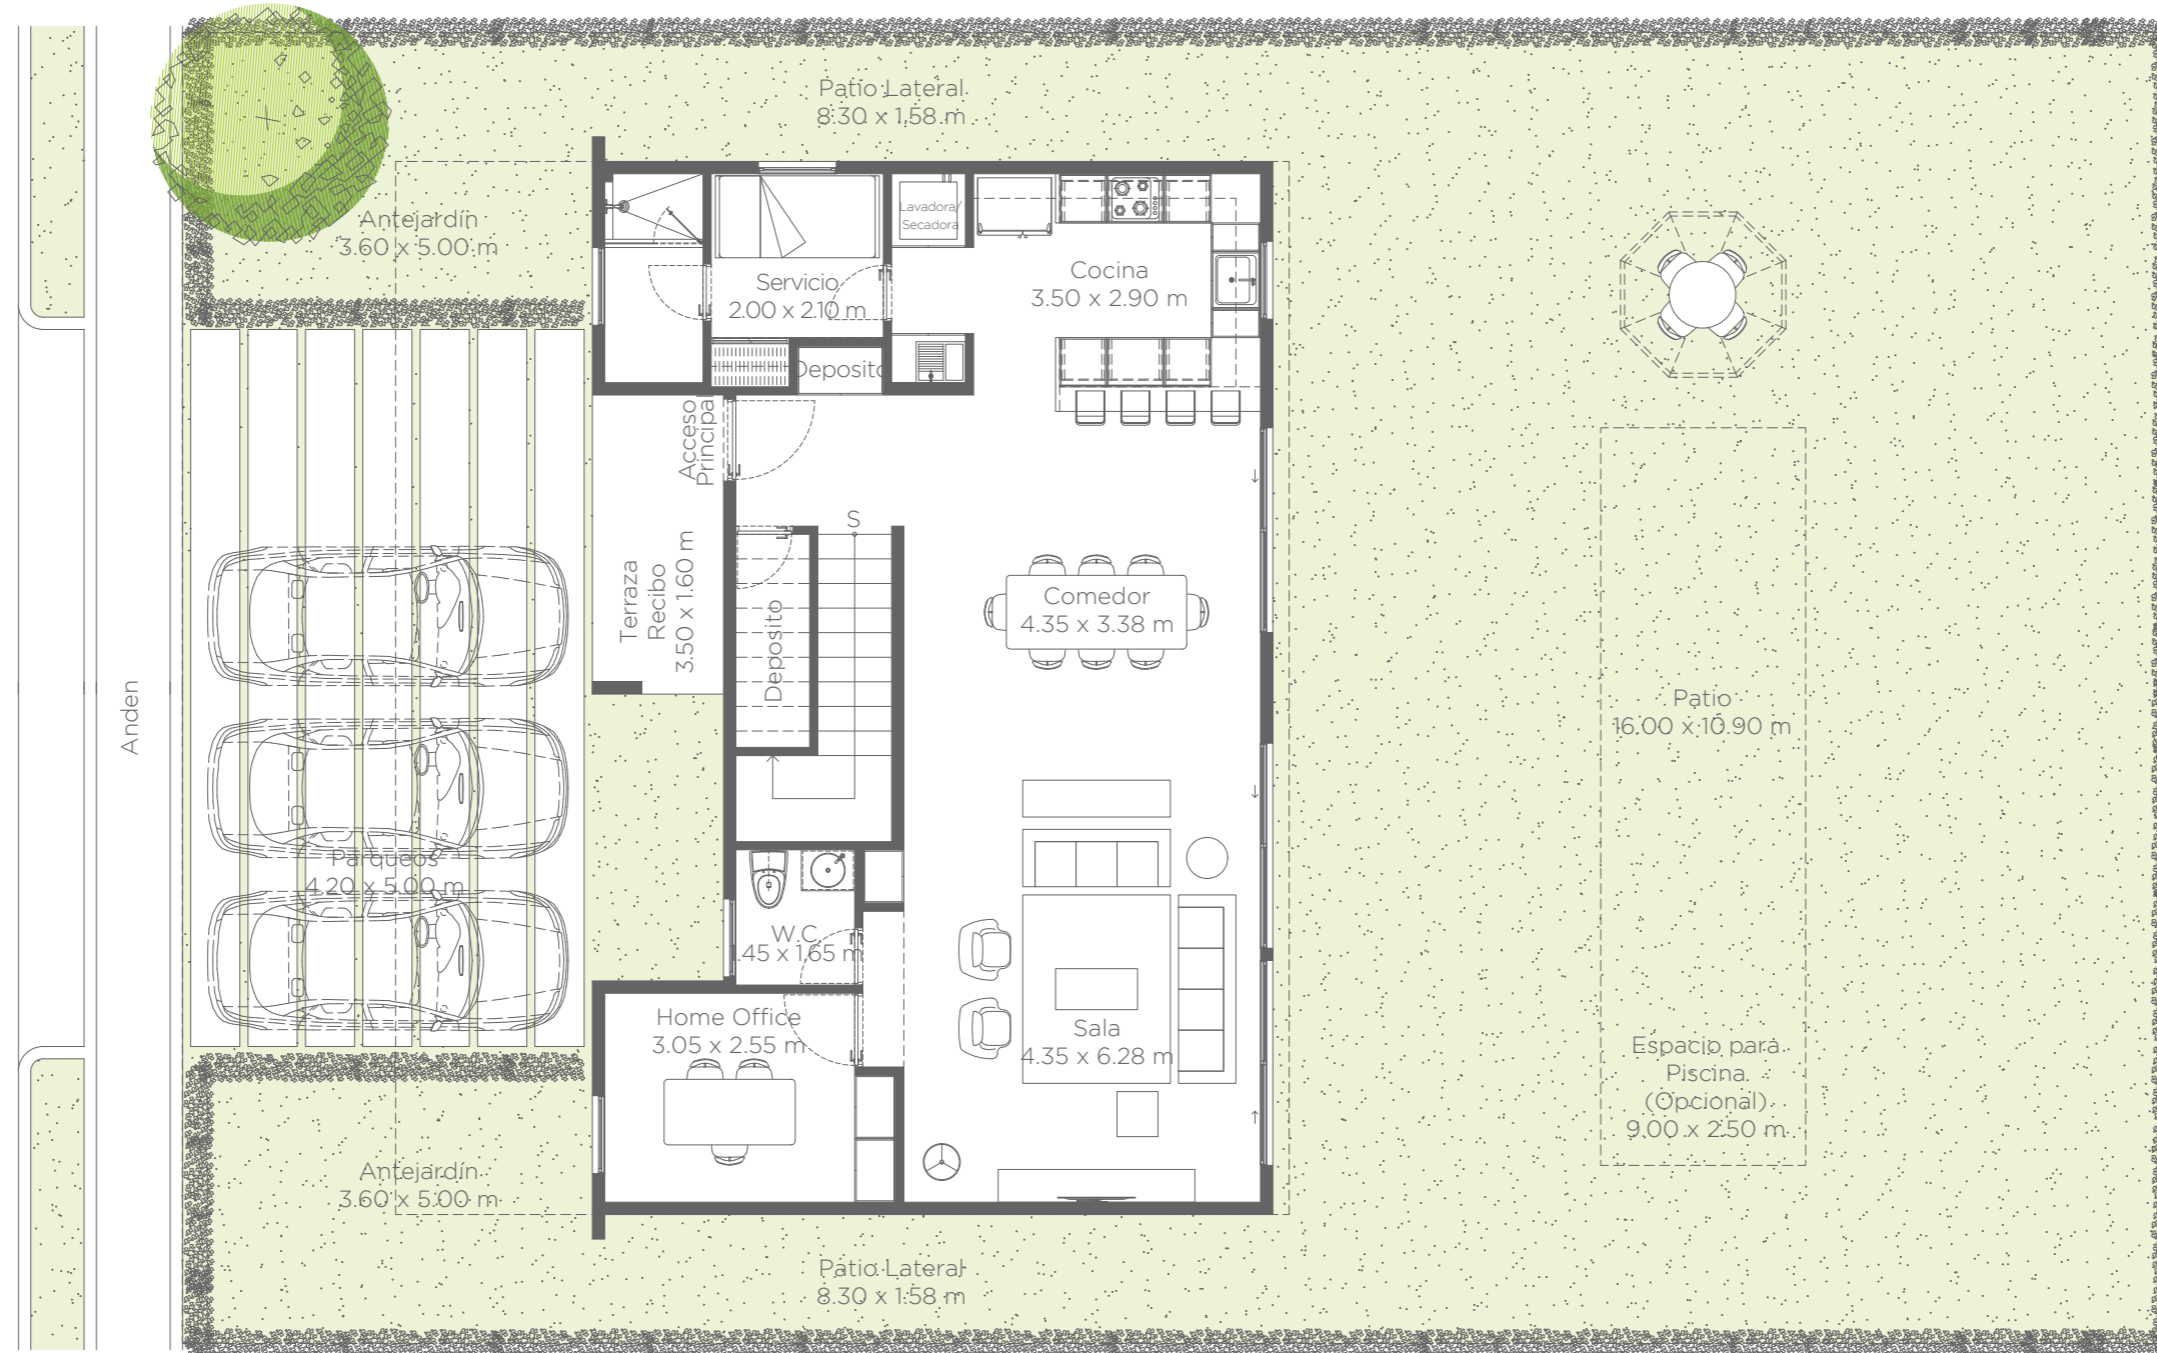 Patio Lateral
8.30 x 1.58 m
Antejardín
3.60 x 5.00 m
Lavadora/
Secadora
Servicio
2.00 x 2.10 m
Cocina
3.50 x 2.90 m
Deposito
Acceso
Principal
S
Terraza
Recibo
3.50 x 1.60 m
Deposito
Comedor
4.35 x 3.38 m
Anden
Patio
16.00 x 10.90 m
Parqueos
4.20 x 5.00 m
W.C
1.45 x 1.65 m
Home Office
3.05 x 2.55 m
Sala
4.35 x 6.28 m
Espacio para
Piscina
(Opcional)
9.00 x 2.50 m
Antejardín
3.60 x 5.00 m
Patio Lateral
8.30 x 1.58 m